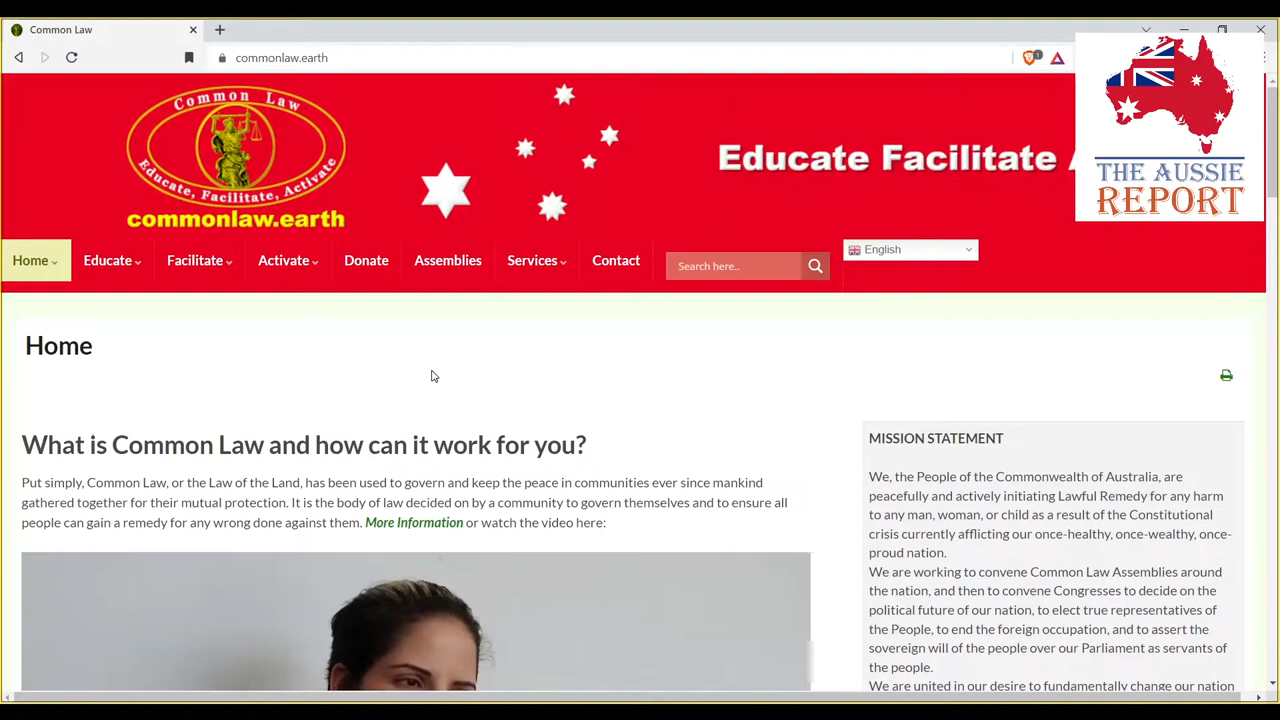 Common Law
commonlaw.earth
1
Common Law
Educate, Facilitate, Activate
commonlaw.earth
Educate Facilitate A
THE AUSSIE
REPORT
Home
Educate
Facilitate
Activate
Donate
Assemblies
Services
Contact
Search here..
English
Home
What is Common Law and how can it work for you?
Put simply, Common Law, or the Law of the Land, has been used to govern and keep the peace in communities ever since mankind
gathered together for their mutual protection. It is the body of law decided on by a community to govern themselves and to ensure all
people can gain a remedy for any wrong done against them. More Information or watch the video here:
MISSION STATEMENT
We, the People of the Commonwealth of Australia, are
peacefully and actively initiating Lawful Remedy for any harm
to any man, woman, or child as a result of the Constitutional
crisis currently afflicting our once-healthy, once-wealthy, once-
proud nation.
We are working to convene Common Law Assemblies around
the nation, and then to convene Congresses to decide on the
political future of our nation, to elect true representatives of
the People, to end the foreign occupation, and to assert the
sovereign will of the people over our Parliament as servants of
the people.
We are united in our desire to fundamentally change our nation